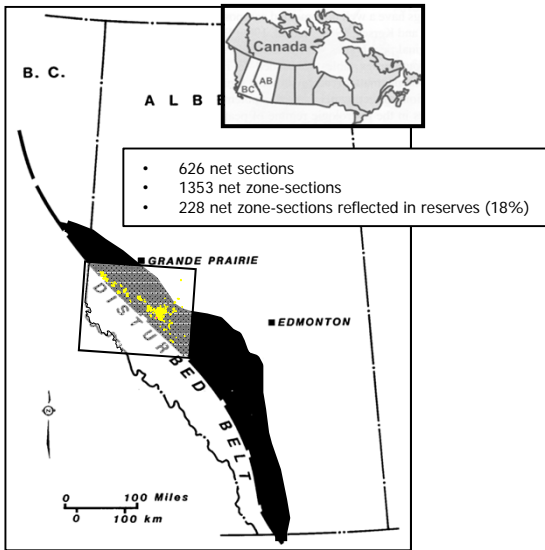 Canada
BC
AB
B. C.
ALBE
• 626 net sections
• 1353 net zone-sections
• 228 net zone-sections reflected in reserves (18%)
GRANDE PRAIRIE
EDMONTON
DISTURBED BELT
N
0 100 Miles
0 100 km